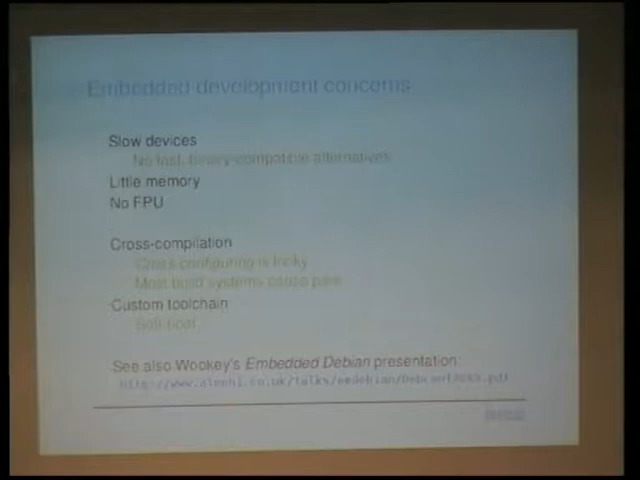 Embedded development concerns
Slow devices
No fast, binary-compatible alternatives
Little memory
No FPU
Cross-compilation
Cross configuring is tricky
Most build systems cause pain
Custom toolchain
Soft-float
See also Wookey's Embedded Debian presentation: